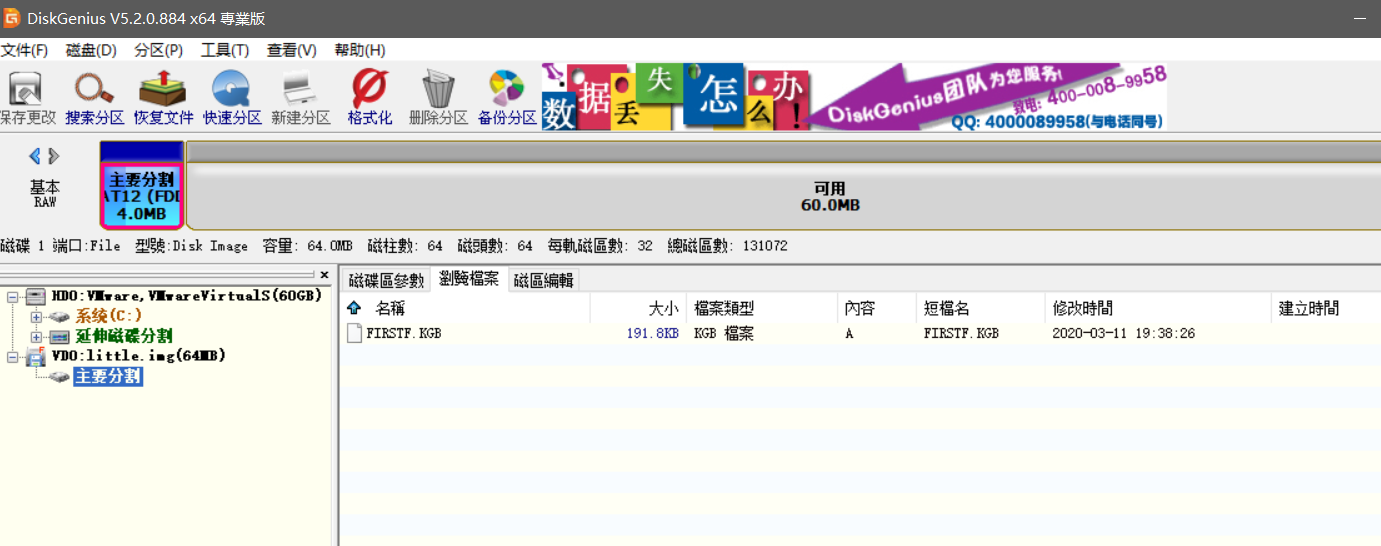 DiskGenius V5.2.0.884 x64 專業版
文件(F) 磁盘(D) 分区(P) 工具(T) 查看(V) 帮助(H)
保存更改 搜索分区 恢复文件 快速分区 新建分区 格式化 删除分区 备份分区
数据丢失怎么办!
DiskGenius团队为您服务!
致电: 400-008-9958
QQ: 4000089958(与电话同号)
基本
RAW
主要分割
AT12 (FDD
4.0MB
可用
60.0MB
磁碟 1 端口:File 型號:Disk Image 容量: 64.0MB 磁柱數: 64 磁頭數: 64 每軌磁區數: 32 總磁區數: 131072
HD0:VMware,VMwareVirtualS(60GB)
系统(C:)
延伸磁碟分割
VD0:little.img(64MB)
主要分割
磁碟區參數 瀏覽檔案 磁區編輯
名稱 大小 檔案類型 內容 短檔名 修改時間 建立時間
FIRSTF.KGB 191.8KB KGB 檔案 A FIRSTF.KGB 2020-03-11 19:38:26